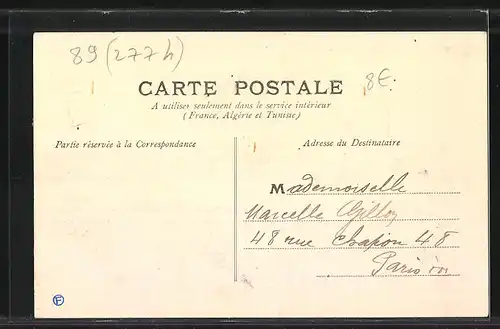 89 (277h)
CARTE POSTALE
8€.
A utiliser seulement dans le service intérieur
(France, Algérie et Tunisie)
Partie réservée à la Correspondance
Adresse du Destinataire
Mademoiselle
Marcelle
48 rue Chapon 48
Paris